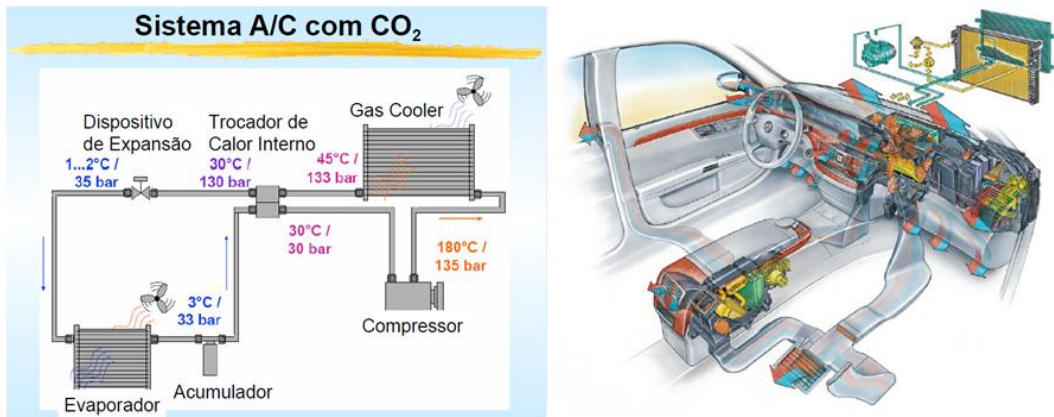 Sistema A/C com CO₂
Gas Cooler
Dispositivo
de Expansão
Trocador de
Calor Interno
1...2°C /
35 bar
30°C /
130 bar
45°C /
133 bar
30°C /
30 bar
180°C /
135 bar
3°C /
33 bar
Compressor
Acumulador
Evaporador